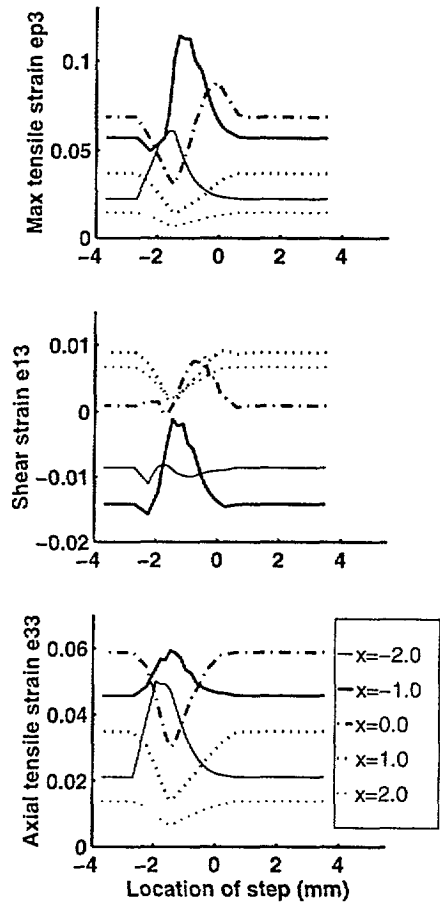 Max tensile strain ep3
0.1
0.05
0
−4 −2 0 2 4
Shear strain e13
0.01
0
−0.01
−0.02
−4 −2 0 2 4
Axial tensile strain e33
0.06
0.04
0.02
0
−4 −2 0 2 4
Location of step (mm)
x=−2.0
x=−1.0
x=0.0
x=1.0
x=2.0